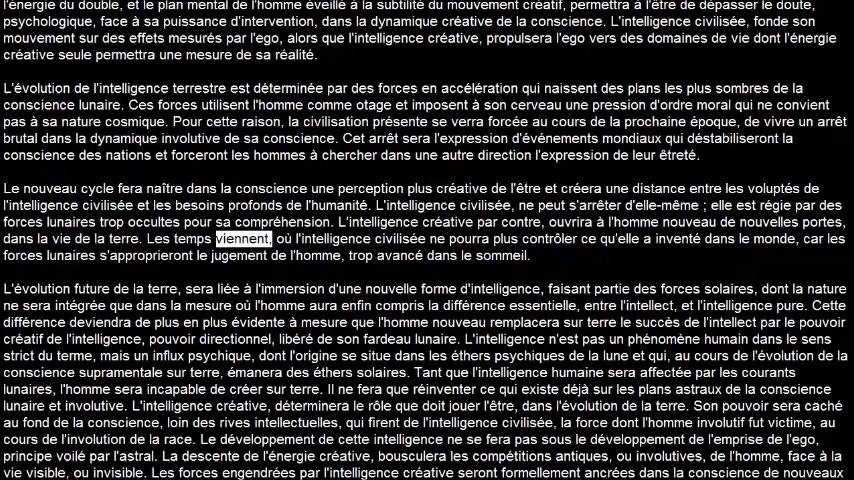 l'énergie du double, et le plan mental de l'homme éveillé à la subtilité du mouvement créatif, permettra à l'être de dépasser le doute,
psychologique, face à sa puissance d'intervention, dans la dynamique créative de la conscience. L'intelligence civilisée, fonde son
mouvement sur des effets mesurés par l'ego, alors que l'intelligence créative, propulsera l'ego vers des domaines de vie dont l'énergie
créative seule permettra une mesure de sa réalité.

L'évolution de l'intelligence terrestre est déterminée par des forces en accélération qui naissent des plans les plus sombres de la
conscience lunaire. Ces forces utilisent l'homme comme otage et imposent à son cerveau une pression d'ordre moral qui ne convient
pas à sa nature cosmique. Pour cette raison, la civilisation présente se verra forcée au cours de la prochaine époque, de vivre un arrêt
brutal dans la dynamique involutive de sa conscience. Cet arrêt sera l'expression d'événements mondiaux qui déstabiliseront la
conscience des nations et forceront les hommes à chercher dans une autre direction l'expression de leur êtreté.

Le nouveau cycle fera naître dans la conscience une perception plus créative de l'être et créera une distance entre les voluptés de
l'intelligence civilisée et les besoins profonds de l'humanité. L'intelligence civilisée, ne peut s'arrêter d'elle-même ; elle est régie par des
forces lunaires trop occultes pour sa compréhension. L'intelligence créative par contre, ouvrira à l'homme nouveau de nouvelles portes,
dans la vie de la terre. Les temps viennent, où l'intelligence civilisée ne pourra plus contrôler ce qu'elle a inventé dans le monde, car les
forces lunaires s'approprieront le jugement de l'homme, trop avancé dans le sommeil.

L'évolution future de la terre, sera liée à l'immersion d'une nouvelle forme d'intelligence, faisant partie des forces solaires, dont la nature
ne sera intégrée que dans la mesure où l'homme aura enfin compris la différence essentielle, entre l'intellect, et l'intelligence pure. Cette
différence deviendra de plus en plus évidente à mesure que l'homme nouveau remplacera sur terre le succès de l'intellect par le pouvoir
créatif de l'intelligence, pouvoir directionnel, libéré de son fardeau lunaire. L'intelligence n'est pas un phénomène humain dans le sens
strict du terme, mais un influx psychique, dont l'origine se situe dans les éthers psychiques de la lune et qui, au cours de l'évolution de la
conscience supramentale sur terre, émanera des éthers solaires. Tant que l'intelligence humaine sera affectée par les courants
lunaires, l'homme sera incapable de créer sur terre. Il ne fera que réinventer ce qui existe déjà sur les plans astraux de la conscience
lunaire et involutive. L'intelligence créative, déterminera le rôle que doit jouer l'être, dans l'évolution de la terre. Son pouvoir sera caché
au fond de la conscience, loin des rives intellectuelles, qui firent de l'intelligence civilisée, la force dont l'homme involutif fut victime, au
cours de l'involution de la race. Le développement de cette intelligence ne se fera pas sous le développement de l'emprise de l'ego,
principe voilé par l'astral. La descente de l'énergie créative, bousculera les compétitions antiques, ou involutives, de l'homme, face à la
vie visible, ou invisible. Les forces engendrées par l'intelligence créative seront formellement ancrées dans la conscience de nouveaux